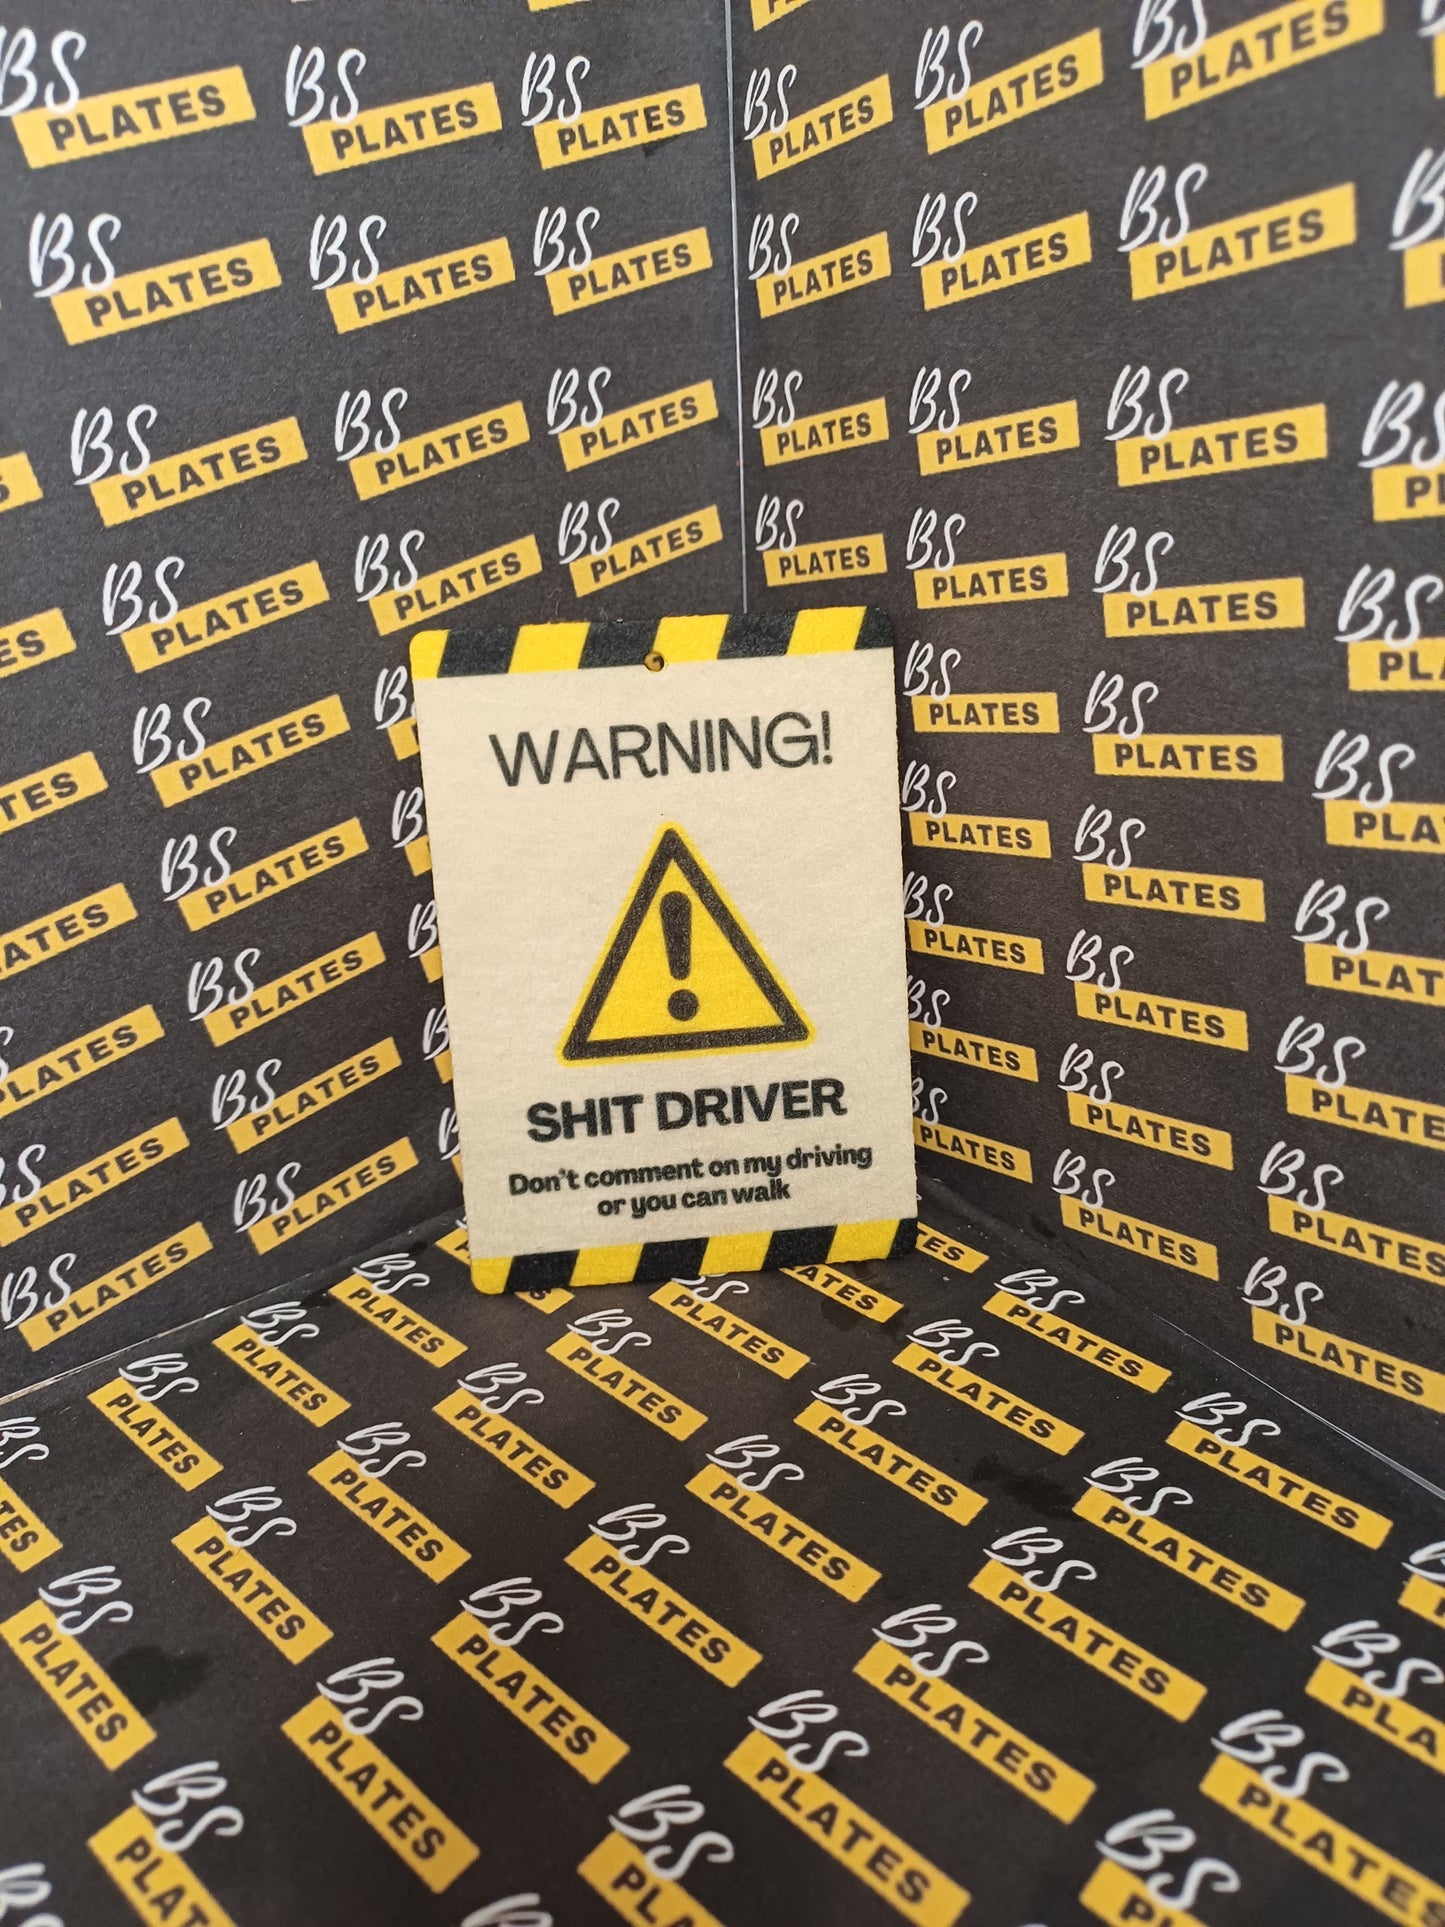 BS
PLATES
WARNING!
SHIT DRIVER
Don't comment on my driving
or you can walk